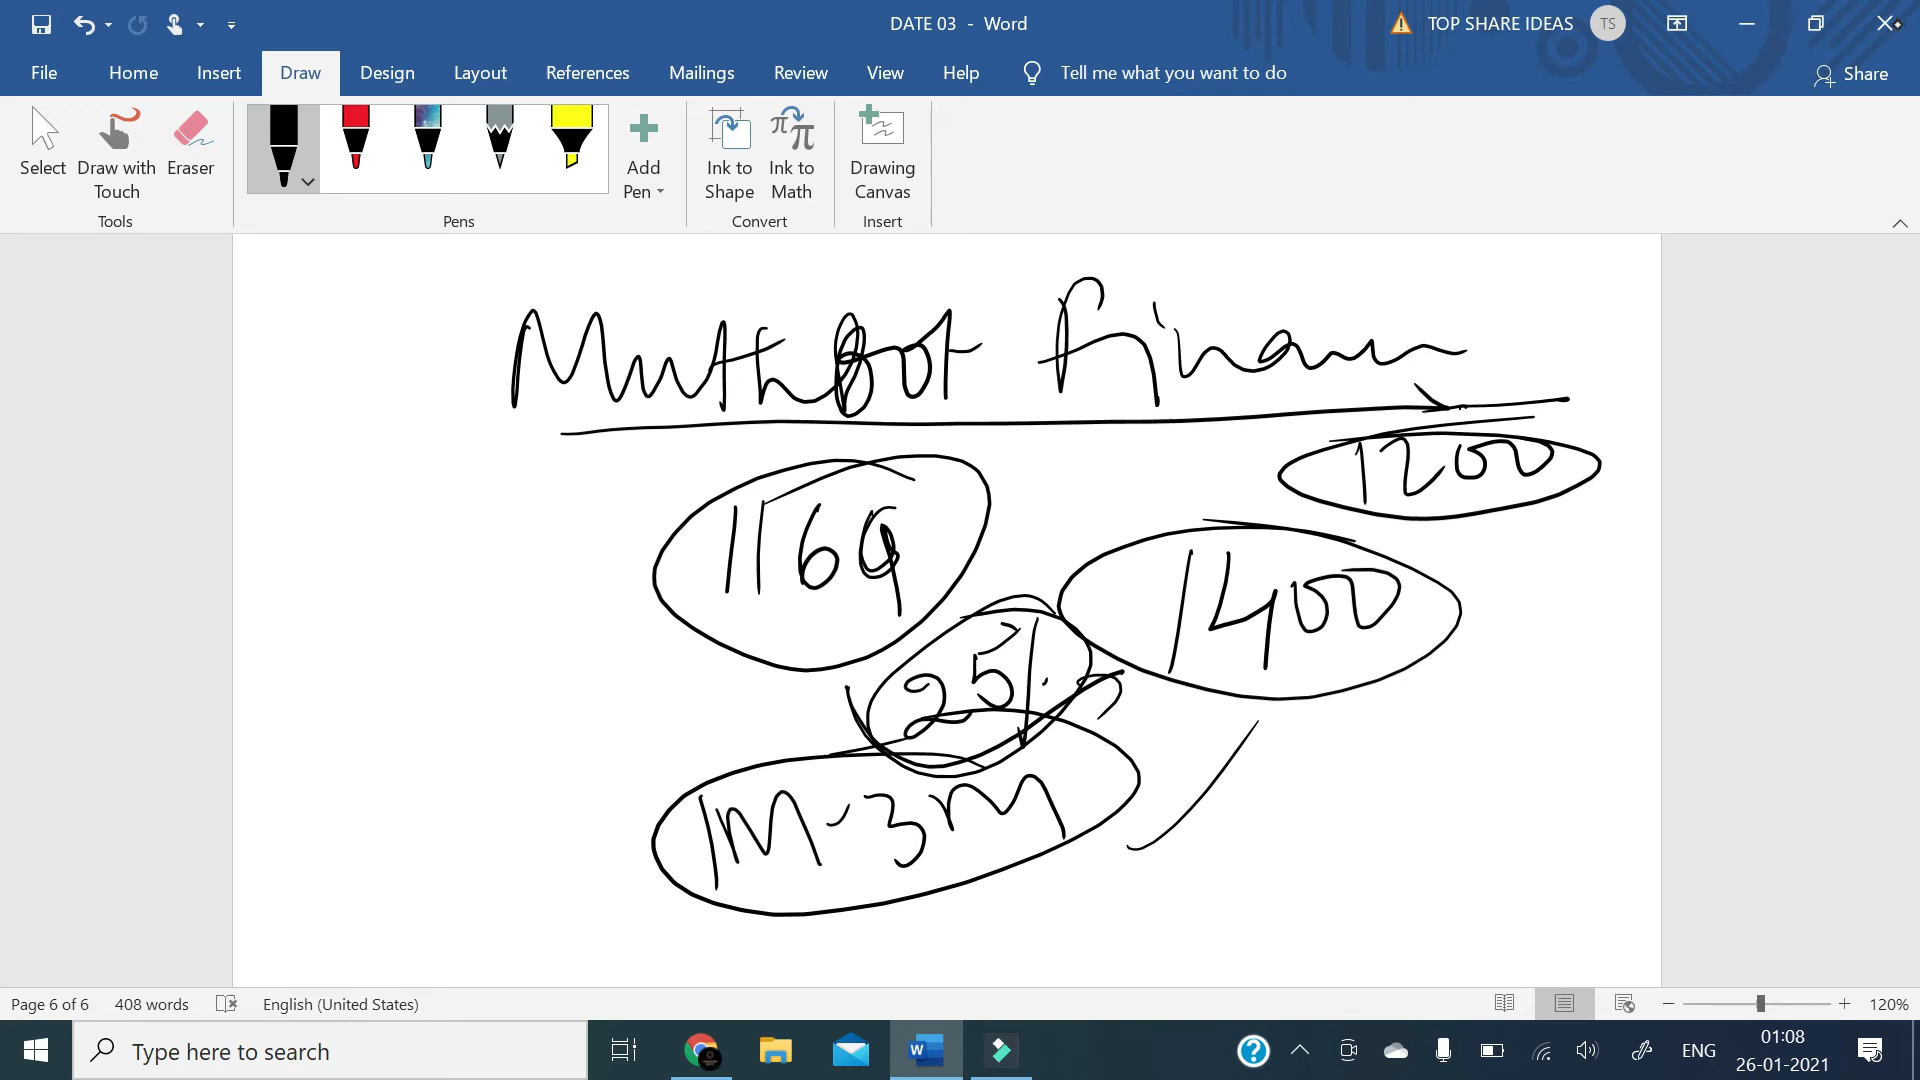 DATE 03 - Word
TOP SHARE IDEAS TS
File Home Insert Draw Design Layout References Mailings Review View Help Tell me what you want to do Share
Select Draw with Touch Eraser
Add Pen
Ink to Shape Ink to Math
Drawing Canvas
Tools Pens Convert Insert
Muthoot Finance
1200
1169
1400
25%
1M-3M
Page 6 of 6 408 words English (United States) 120%
Type here to search
ENG
01:08
26-01-2021